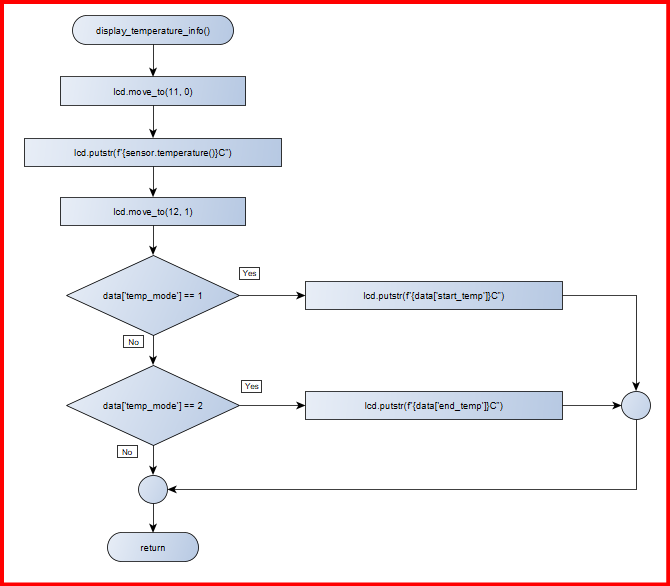 display_temperature_info()
lcd.move_to(11, 0)
lcd.putstr(f'{sensor.temperature()}C")
lcd.move_to(12, 1)
data['temp_mode'] == 1
Yes
lcd.putstr(f'{data['start_temp']}C")
No
data['temp_mode'] == 2
Yes
lcd.putstr(f'{data['end_temp']}C")
No
return